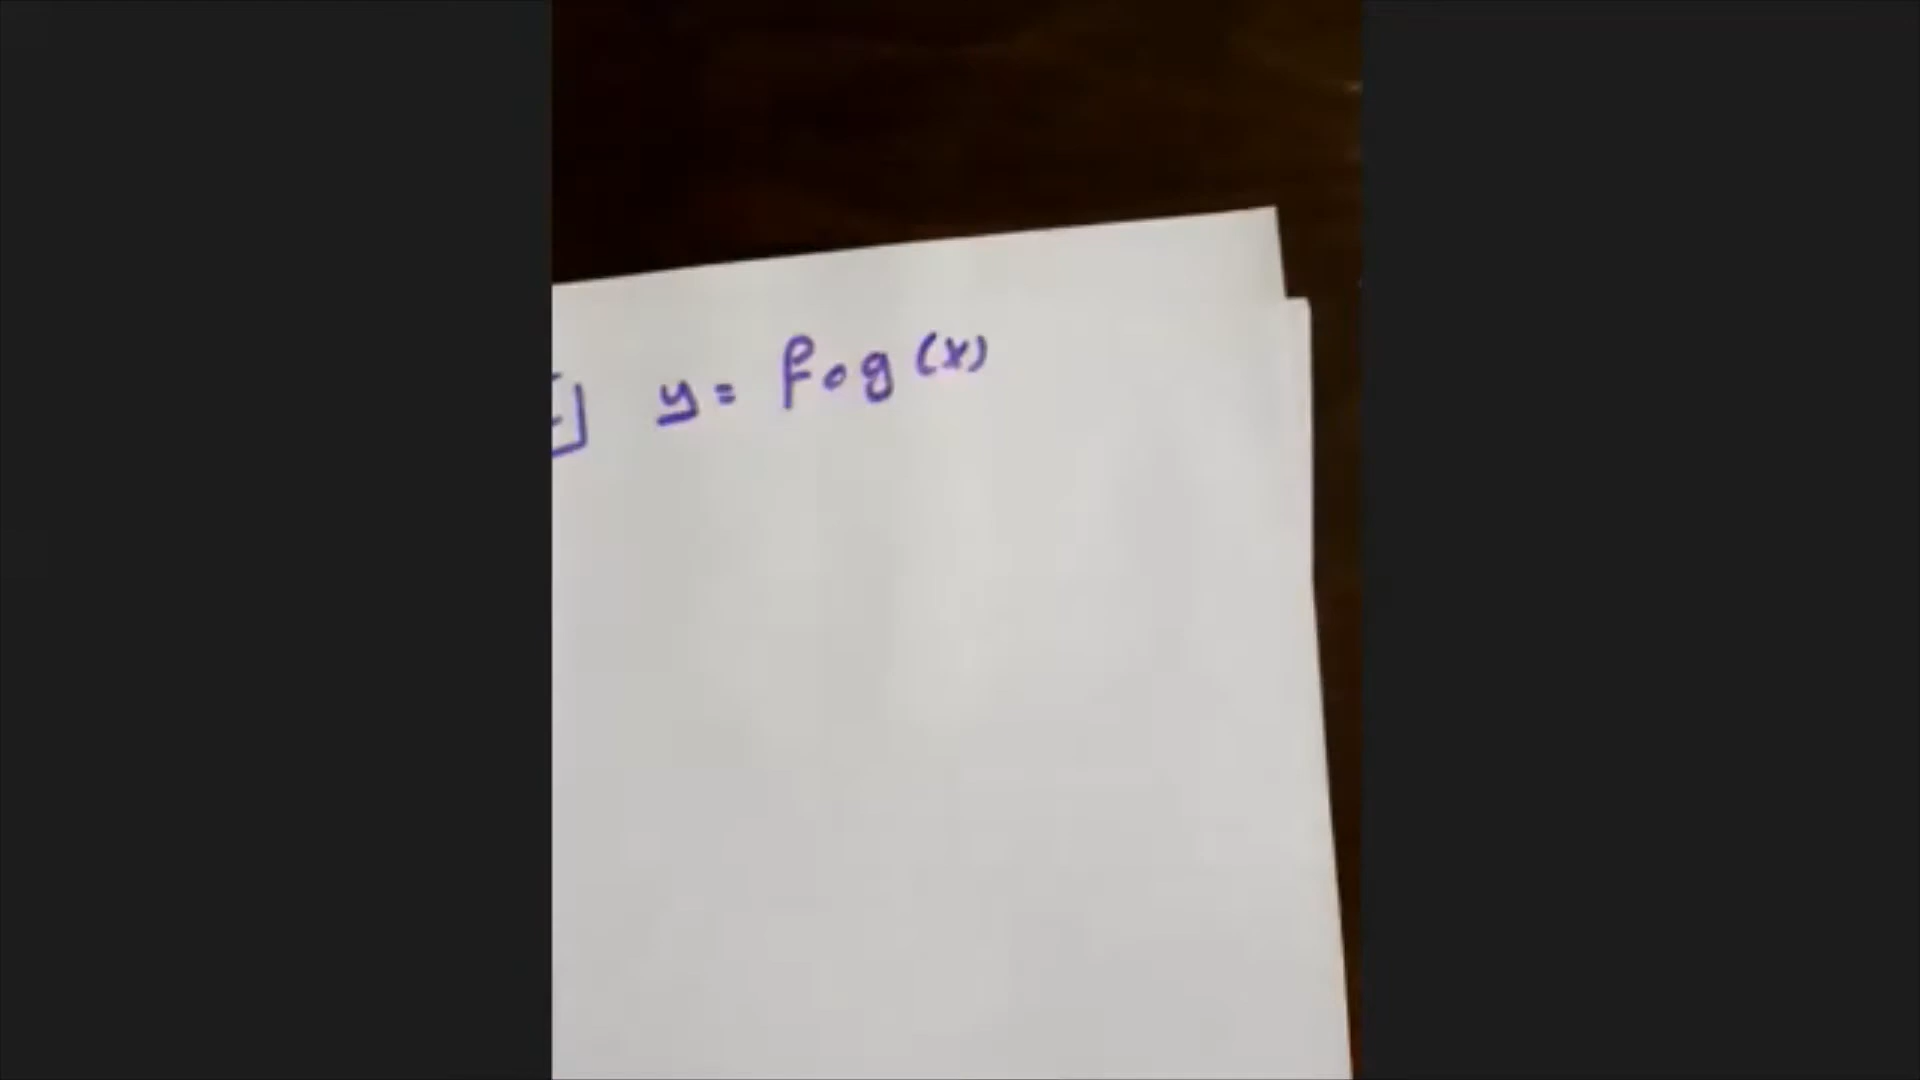 ] y = fog (x)